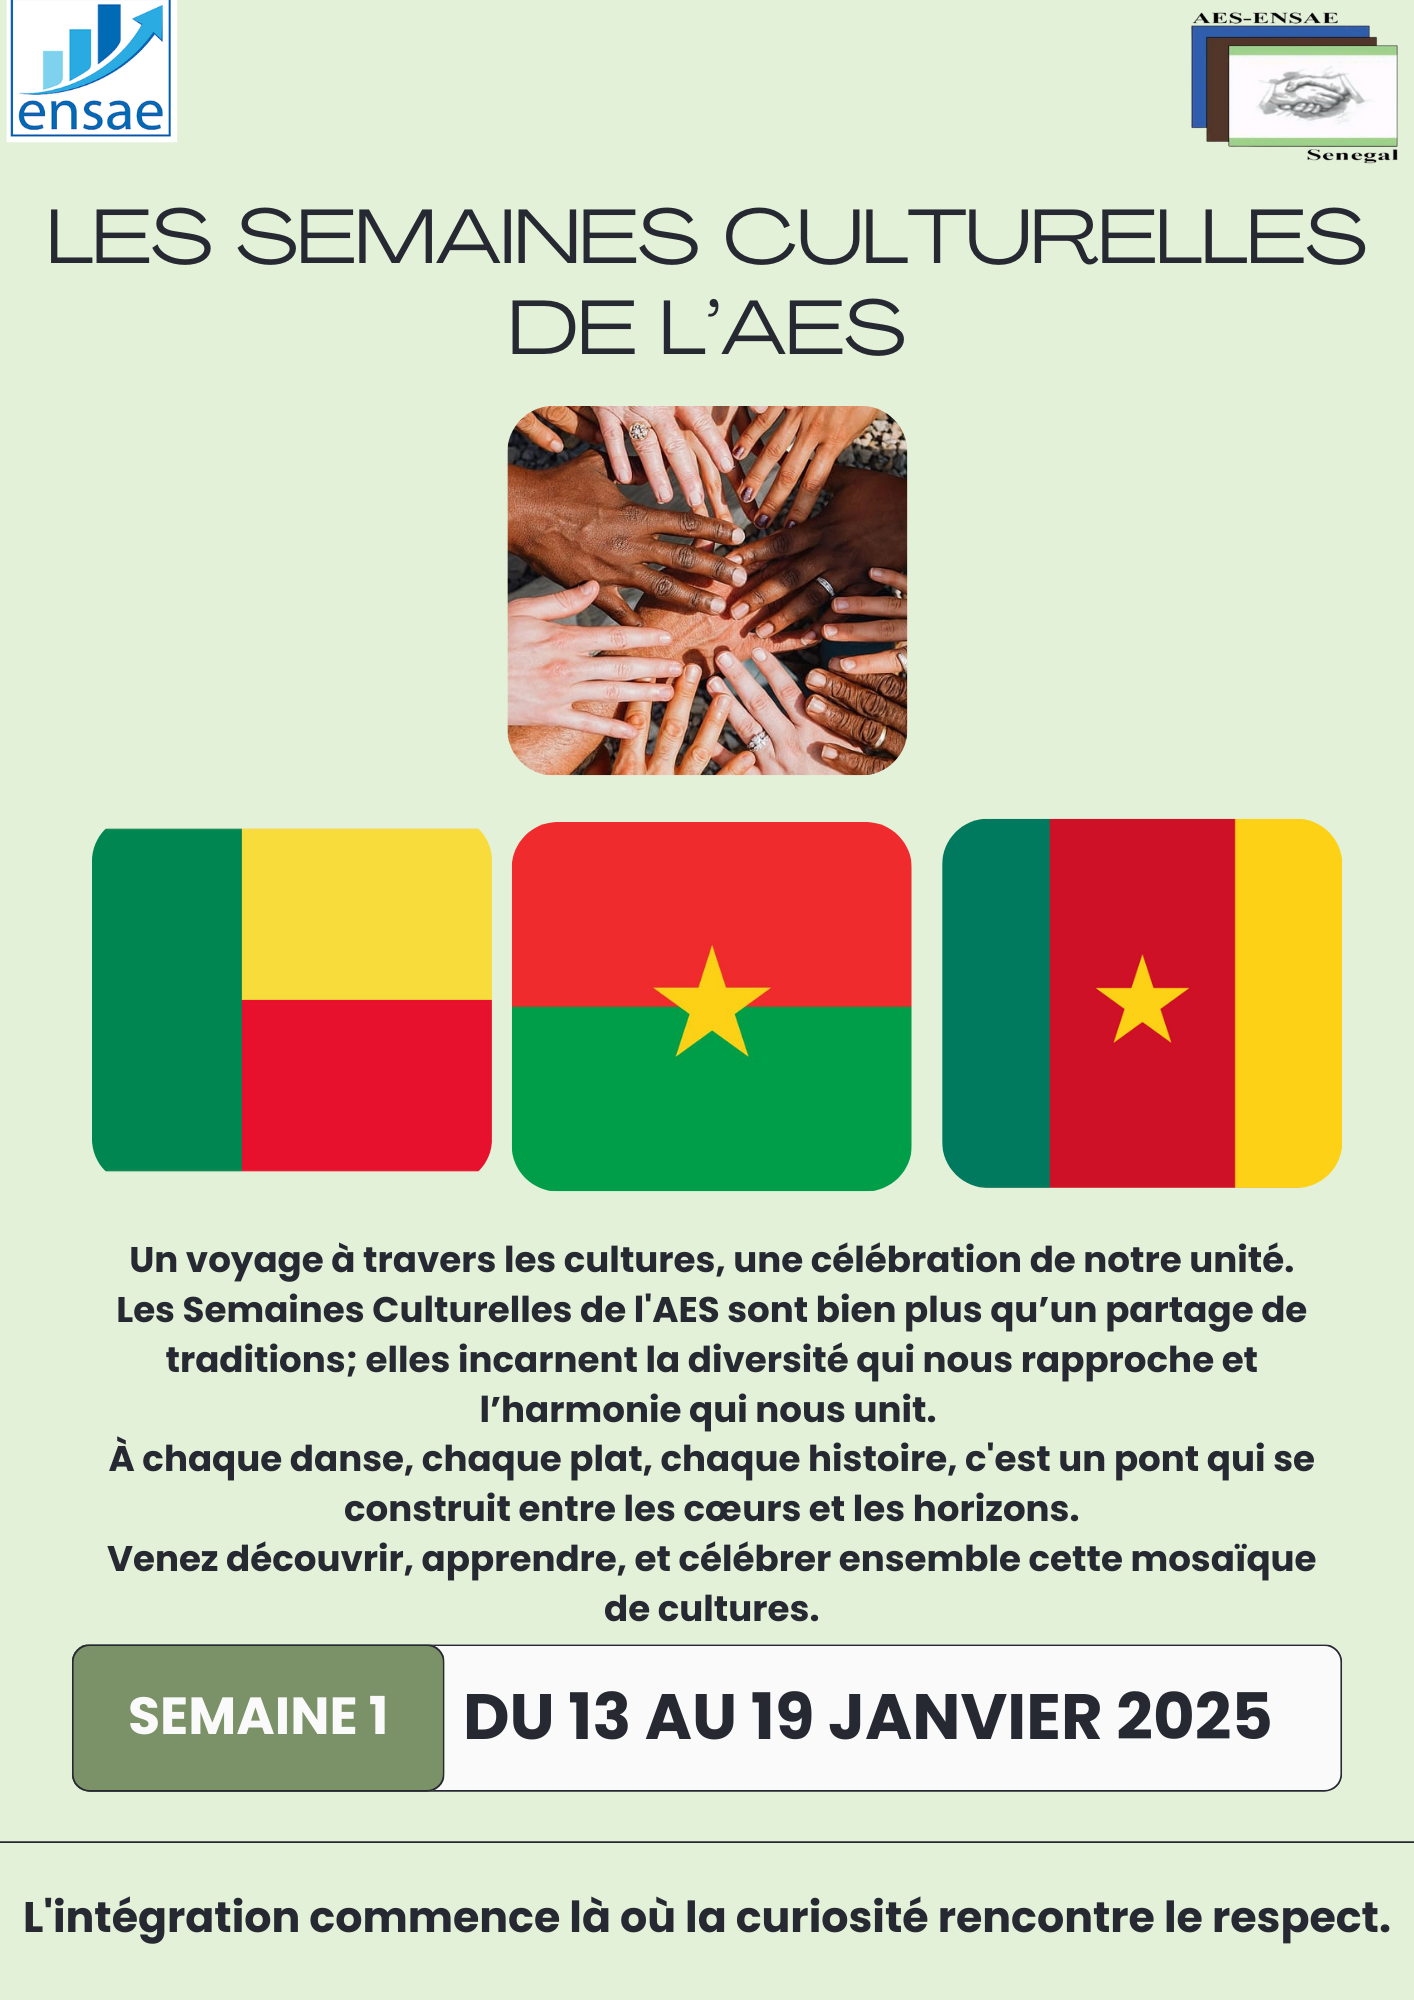 ensae
AES-ENSAE
Senegal
LES SEMAINES CULTURELLES
DE L’AES
Un voyage à travers les cultures, une célébration de notre unité.
Les Semaines Culturelles de l'AES sont bien plus qu’un partage de
traditions; elles incarnent la diversité qui nous rapproche et
l’harmonie qui nous unit.
À chaque danse, chaque plat, chaque histoire, c'est un pont qui se
construit entre les cœurs et les horizons.
Venez découvrir, apprendre, et célébrer ensemble cette mosaïque
de cultures.
SEMAINE 1
DU 13 AU 19 JANVIER 2025
L'intégration commence là où la curiosité rencontre le respect.